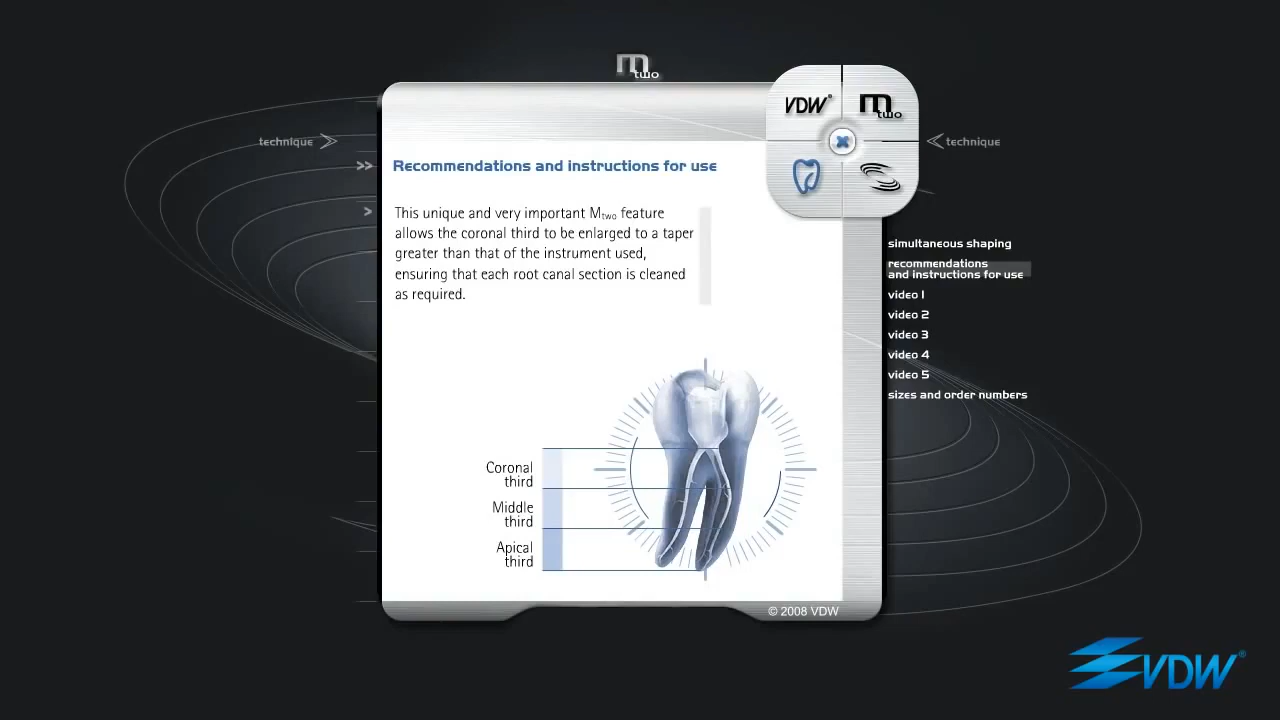 mtwo
VDW®
mtwo
technique
technique
Recommendations and instructions for use
This unique and very important Mtwo feature
allows the coronal third to be enlarged to a taper
greater than that of the instrument used,
ensuring that each root canal section is cleaned
as required.
simultaneous shaping
recommendations
and instructions for use
video 1
video 2
video 3
video 4
video 5
sizes and order numbers
Coronal
third
Middle
third
Apical
third
© 2008 VDW
VDW®